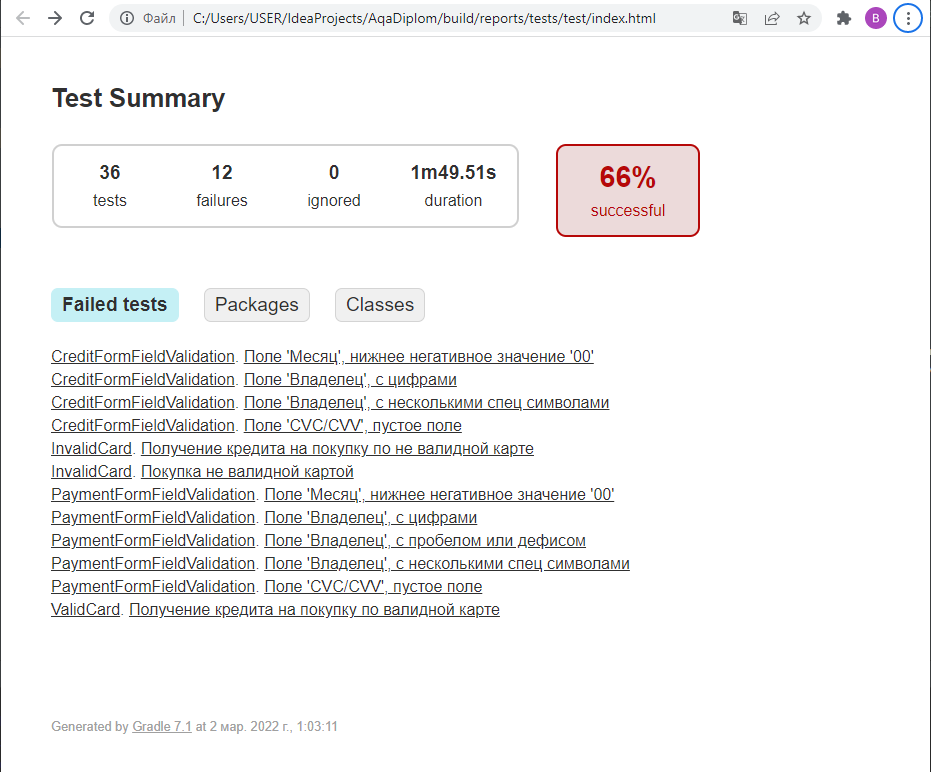 Файл C:/Users/USER/IdeaProjects/AqaDiplom/build/reports/tests/test/index.html B
Test Summary
36 12 0 1m49.51s
tests failures ignored duration
66%
successful
Failed tests Packages Classes
CreditFormFieldValidation. Поле 'Месяц', нижнее негативное значение '00'
CreditFormFieldValidation. Поле 'Владелец', с цифрами
CreditFormFieldValidation. Поле 'Владелец', с несколькими спец символами
CreditFormFieldValidation. Поле 'CVC/CVV', пустое поле
InvalidCard. Получение кредита на покупку по не валидной карте
InvalidCard. Покупка не валидной картой
PaymentFormFieldValidation. Поле 'Месяц', нижнее негативное значение '00'
PaymentFormFieldValidation. Поле 'Владелец', с цифрами
PaymentFormFieldValidation. Поле 'Владелец', с пробелом или дефисом
PaymentFormFieldValidation. Поле 'Владелец', с несколькими спец символами
PaymentFormFieldValidation. Поле 'CVC/CVV', пустое поле
ValidCard. Получение кредита на покупку по валидной карте
Generated by Gradle 7.1 at 2 мар. 2022 г., 1:03:11